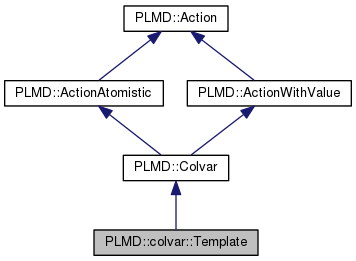 PLMD::Action
PLMD::ActionAtomistic
PLMD::ActionWithValue
PLMD::Colvar
PLMD::colvar::Template